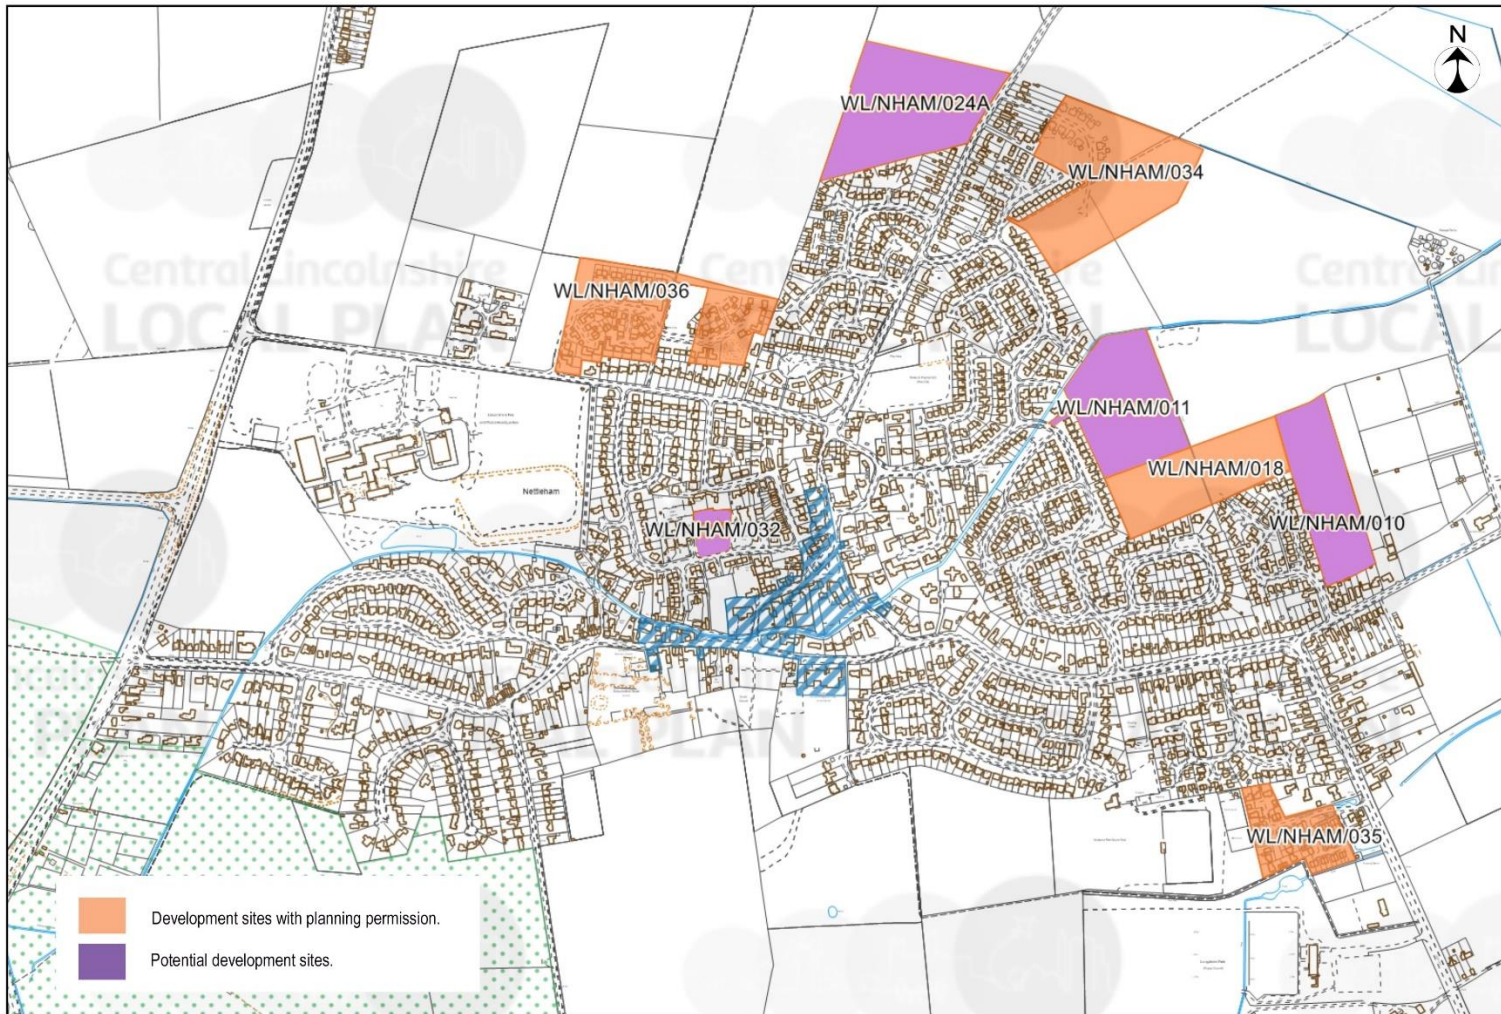 N
WL/NHAM/024A
WL/NHAM/034
WL/NHAM/036
WL/NHAM/011
WL/NHAM/018
WL/NHAM/010
WL/NHAM/032
Nettleham
WL/NHAM/035
Development sites with planning permission.
Potential development sites.
Central Lincolnshire
LOCAL PLAN